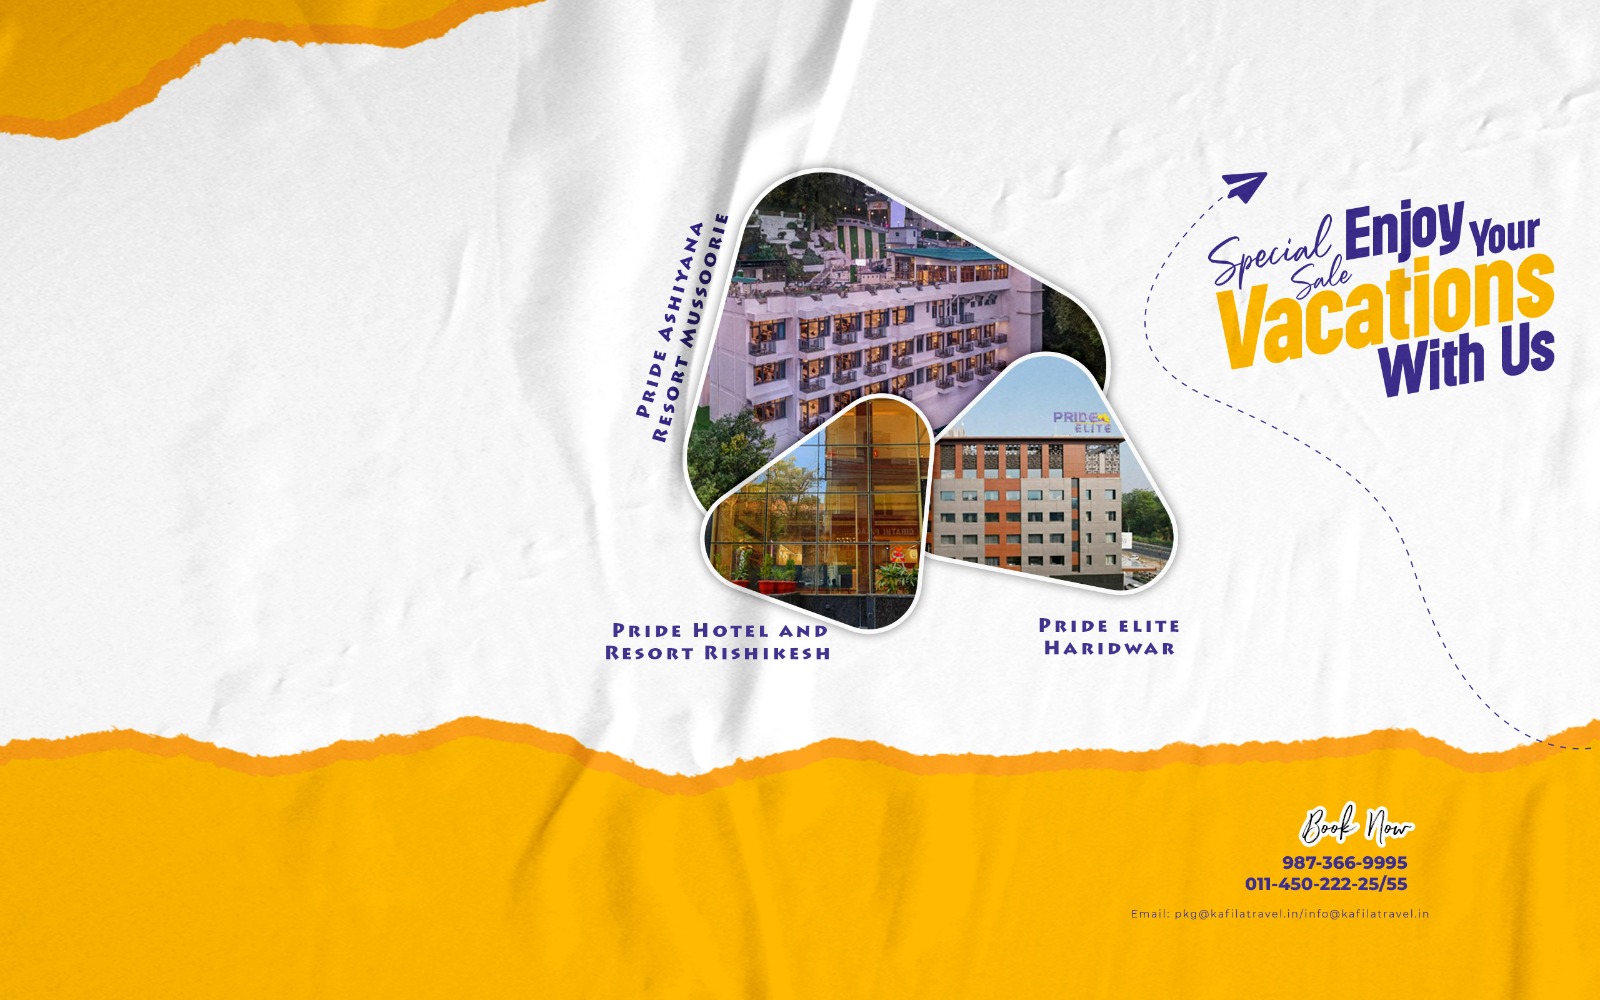 Pride Ashiyana
Resort Mussoorie
Special
Sale
Enjoy Your
Vacations
With Us
PRIDE
ELITE
Pride Hotel and
Resort Rishikesh
Pride elite
Haridwar
Book Now
987-366-9995
011-450-222-25/55
Email: pkg@kafilatravel.in/info@kafilatravel.in